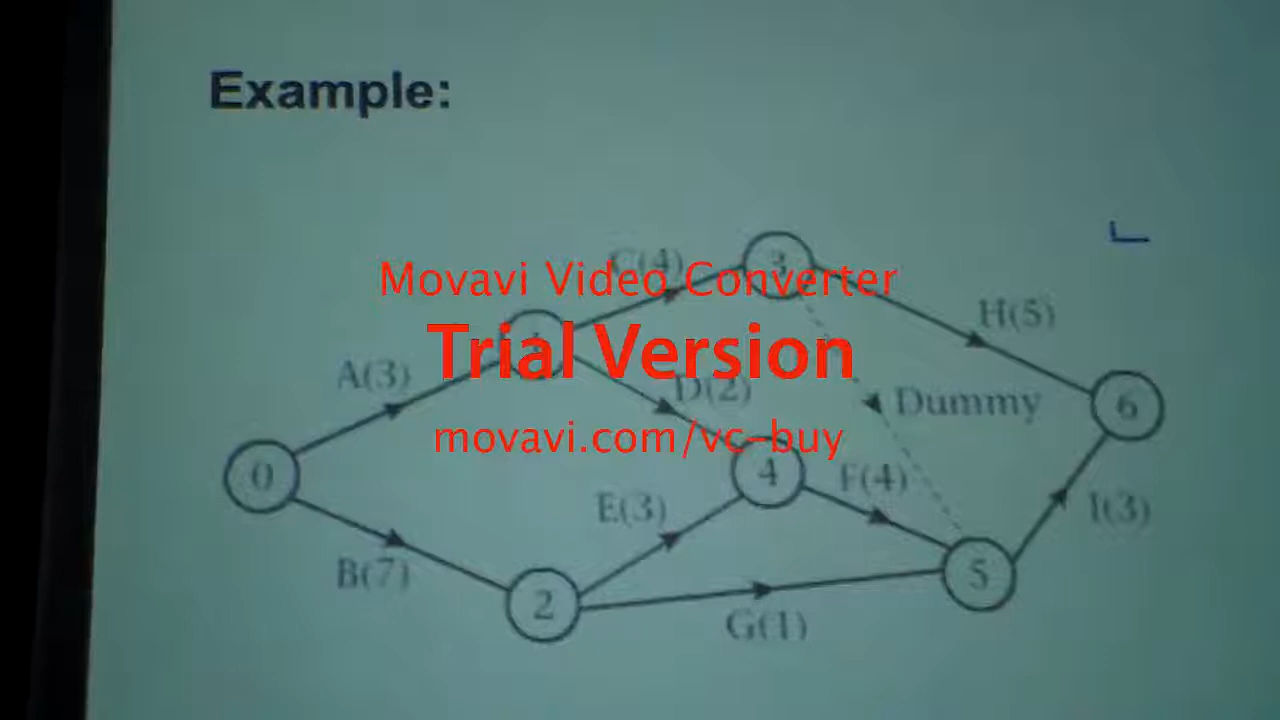 Example:
C(4)
3
Movavi Video Converter
H(5)
1
Trial Version
A(3)
D(2)
Dummy
6
movavi.com/vc-buy
0
4
F(4)
E(3)
I(3)
B(7)
5
2
G(1)